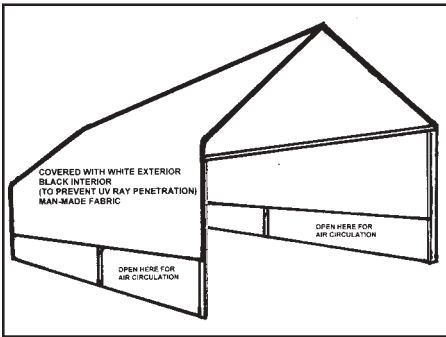 COVERED WITH WHITE EXTERIOR
BLACK INTERIOR
(TO PREVENT UV RAY PENETRATION)
MAN-MADE FABRIC
OPEN HERE FOR
AIR CIRCULATION
OPEN HERE FOR
AIR CIRCULATION